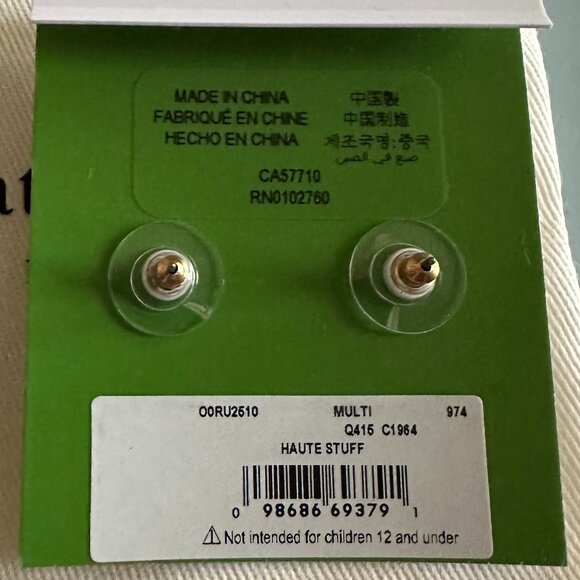 MADE IN CHINA 中国製
FABRIQUÉ EN CHINE 中国制造
HECHO EN CHINA 제조국명:중국
صنع في الصين
CA57710
RN0102760
O0RU2510 MULTI 974
Q415 C1964
HAUTE STUFF
0 98686 69379 1
⚠ Not intended for children 12 and under